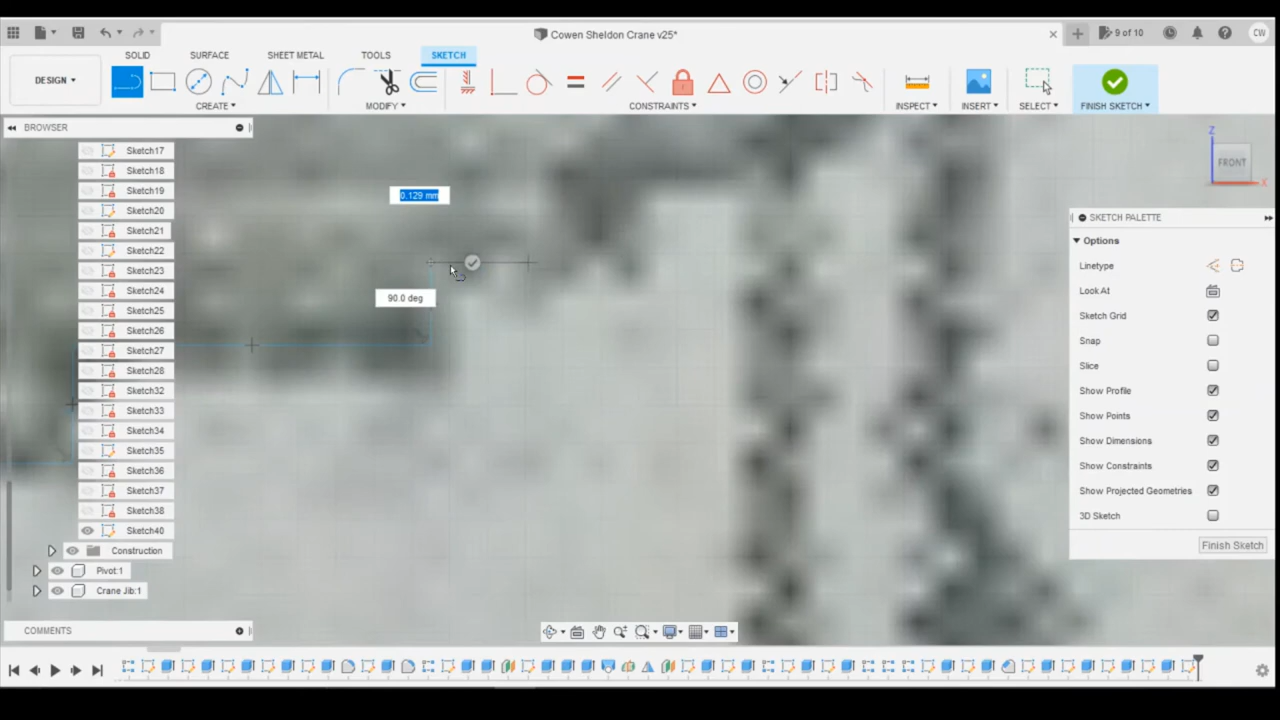 Cowen Sheldon Crane v25*
9 of 10
CW
DESIGN
SOLID
SURFACE
SHEET METAL
TOOLS
SKETCH
CREATE
MODIFY
CONSTRAINTS
INSPECT
INSERT
SELECT
FINISH SKETCH
BROWSER
Sketch17
Sketch18
Sketch19
Sketch20
Sketch21
Sketch22
Sketch23
Sketch24
Sketch25
Sketch26
Sketch27
Sketch28
Sketch32
Sketch33
Sketch34
Sketch35
Sketch36
Sketch37
Sketch38
Sketch40
Construction
Pivot:1
Crane Jib:1
0.129 mm
90.0 deg
Z
FRONT
X
SKETCH PALETTE
Options
Linetype
Look At
Sketch Grid
Snap
Slice
Show Profile
Show Points
Show Dimensions
Show Constraints
Show Projected Geometries
3D Sketch
Finish Sketch
COMMENTS